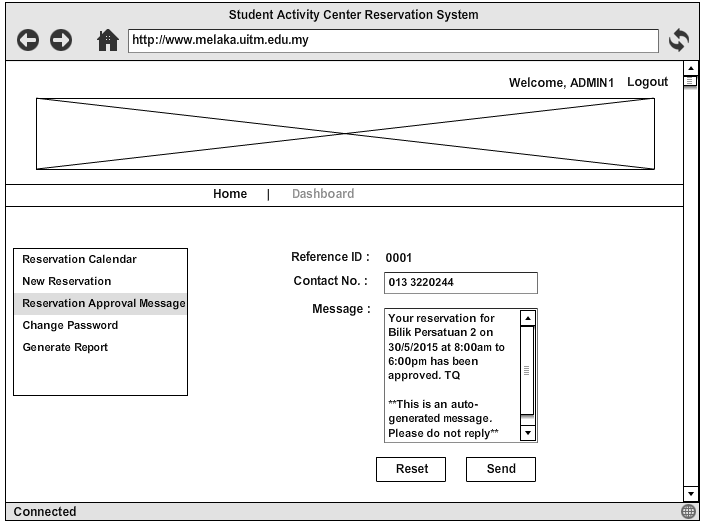 Student Activity Center Reservation System
http://www.melaka.uitm.edu.my
Welcome, ADMIN1 Logout
Home | Dashboard
Reservation Calendar
New Reservation
Reservation Approval Message
Change Password
Generate Report
Reference ID : 0001
Contact No. : 013 3220244
Message :
Your reservation for
Bilik Persatuan 2 on
30/5/2015 at 8:00am to
6:00pm has been
approved. TQ
**This is an auto-
generated message.
Please do not reply**
Reset Send
Connected